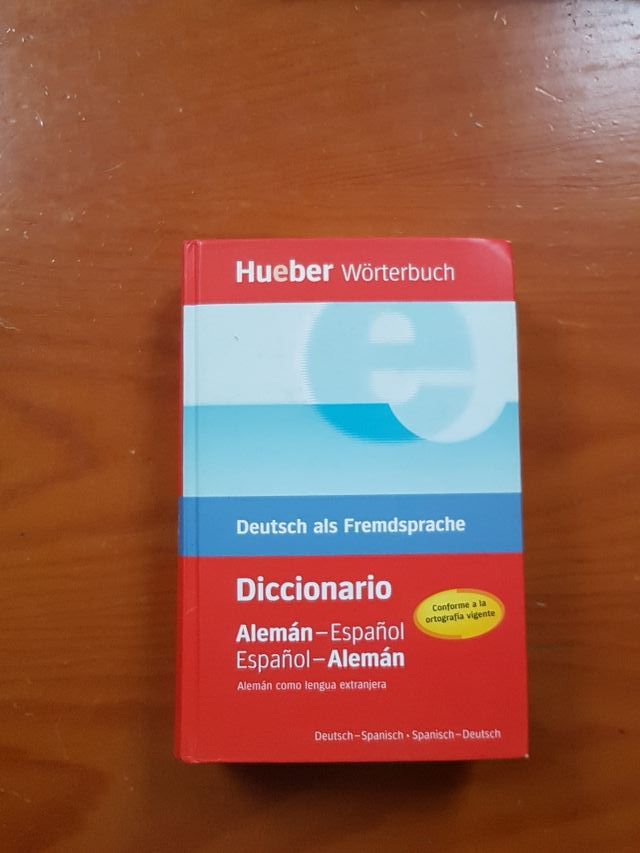 Hueber Wörterbuch
e
Deutsch als Fremdsprache
Diccionario
Conforme a la
ortografía vigente
Alemán–Español
Español–Alemán
Alemán como lengua extranjera
Deutsch–Spanisch • Spanisch–Deutsch